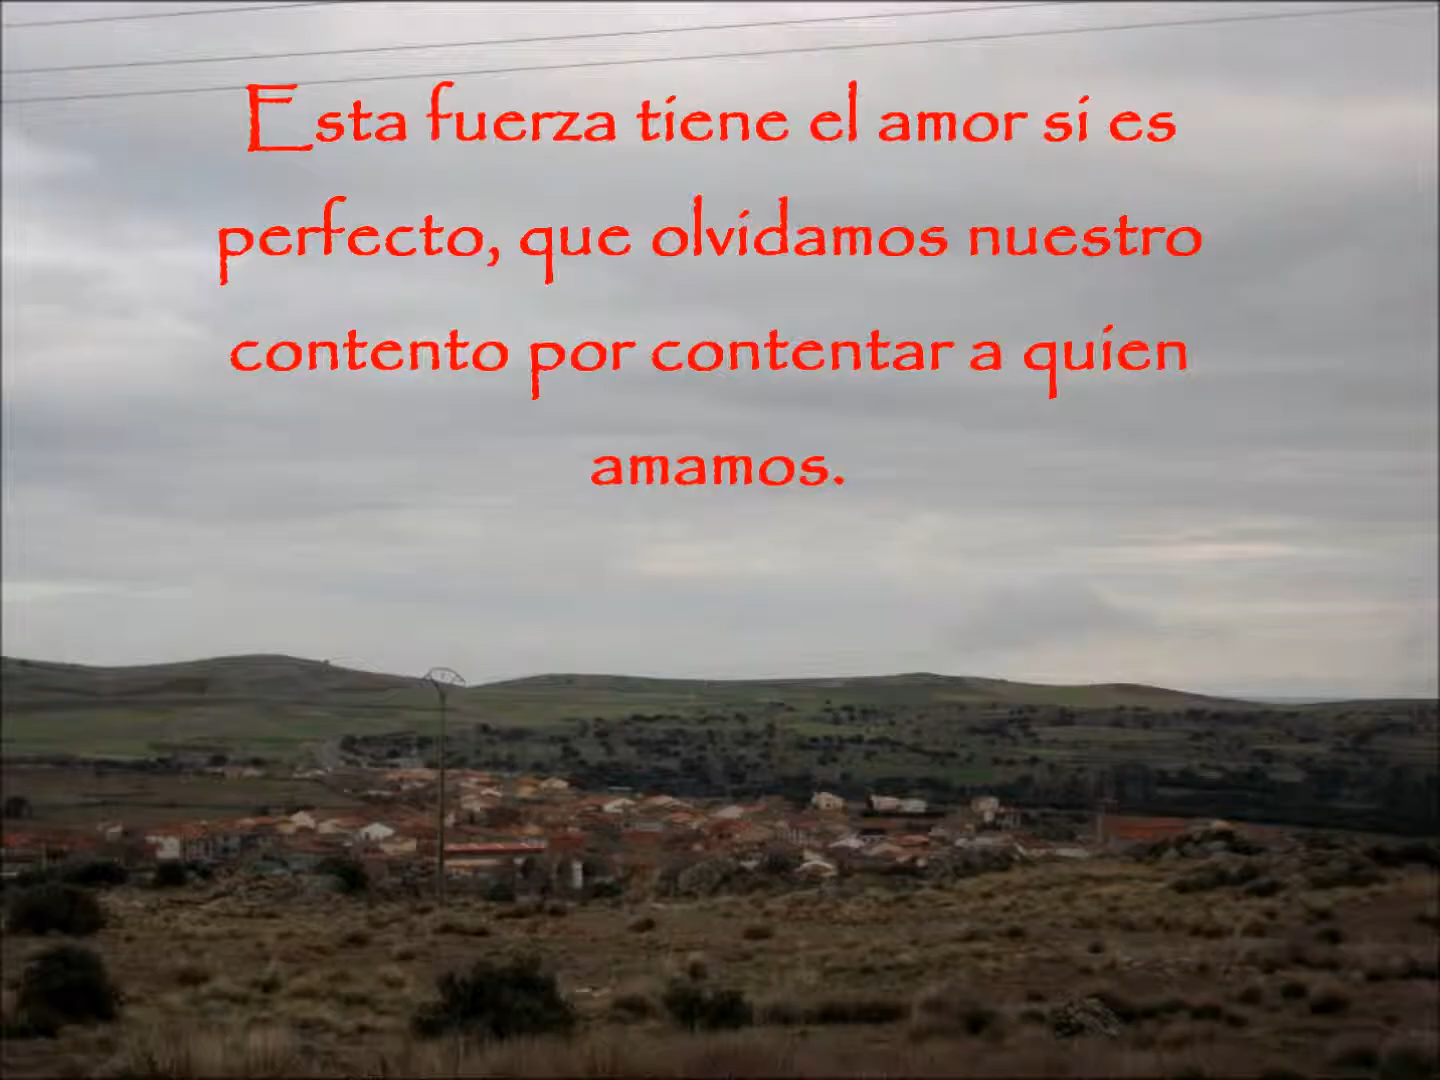 Esta fuerza tiene el amor si es
perfecto, que olvidamos nuestro
contento por contentar a quien
amamos.